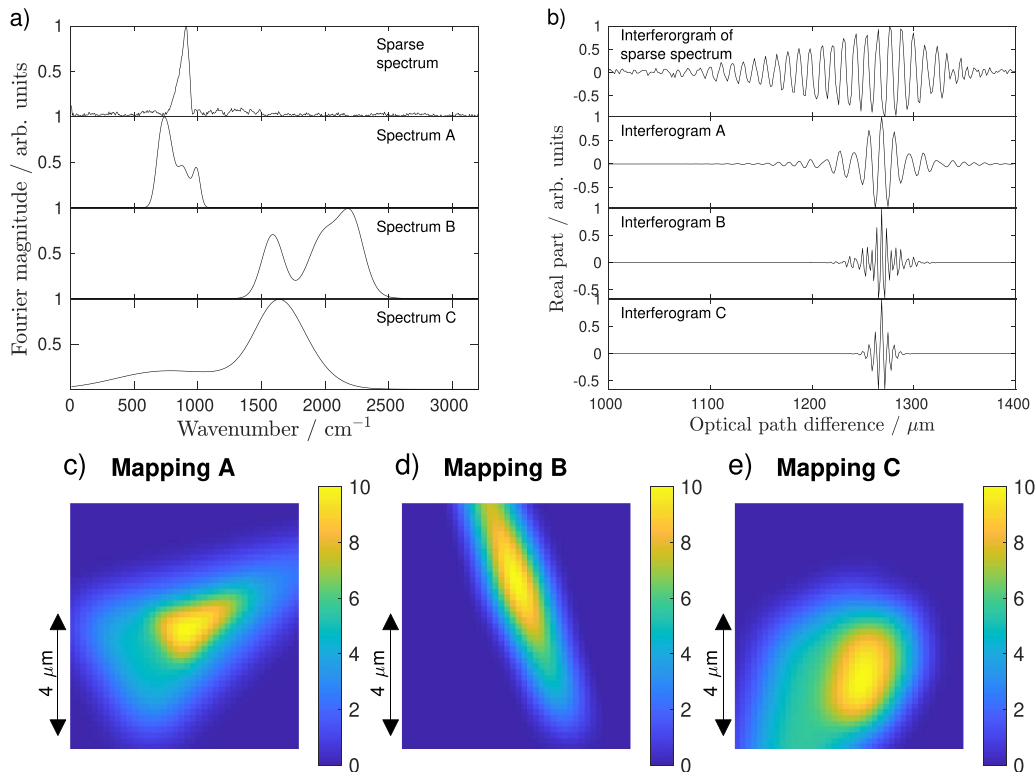 a)
1
0.5
Sparse
spectrum
1
0.5
Spectrum A
1
0.5
Spectrum B
1
0.5
Spectrum C
0 500 1000 1500 2000 2500 3000
Wavenumber / cm⁻¹
Fourier magnitude / arb. units
b)
1
0.5
0
-0.5
Interferorgram of
sparse spectrum
1
0.5
0
-0.5
Interferogram A
1
0.5
0
-0.5
Interferogram B
1
0.5
0
-0.5
Interferogram C
1000 1100 1200 1300 1400
Optical path difference / μm
Real part / arb. units
c) Mapping A
4 μm
10
8
6
4
2
0
d) Mapping B
4 μm
10
8
6
4
2
0
e) Mapping C
4 μm
10
8
6
4
2
0